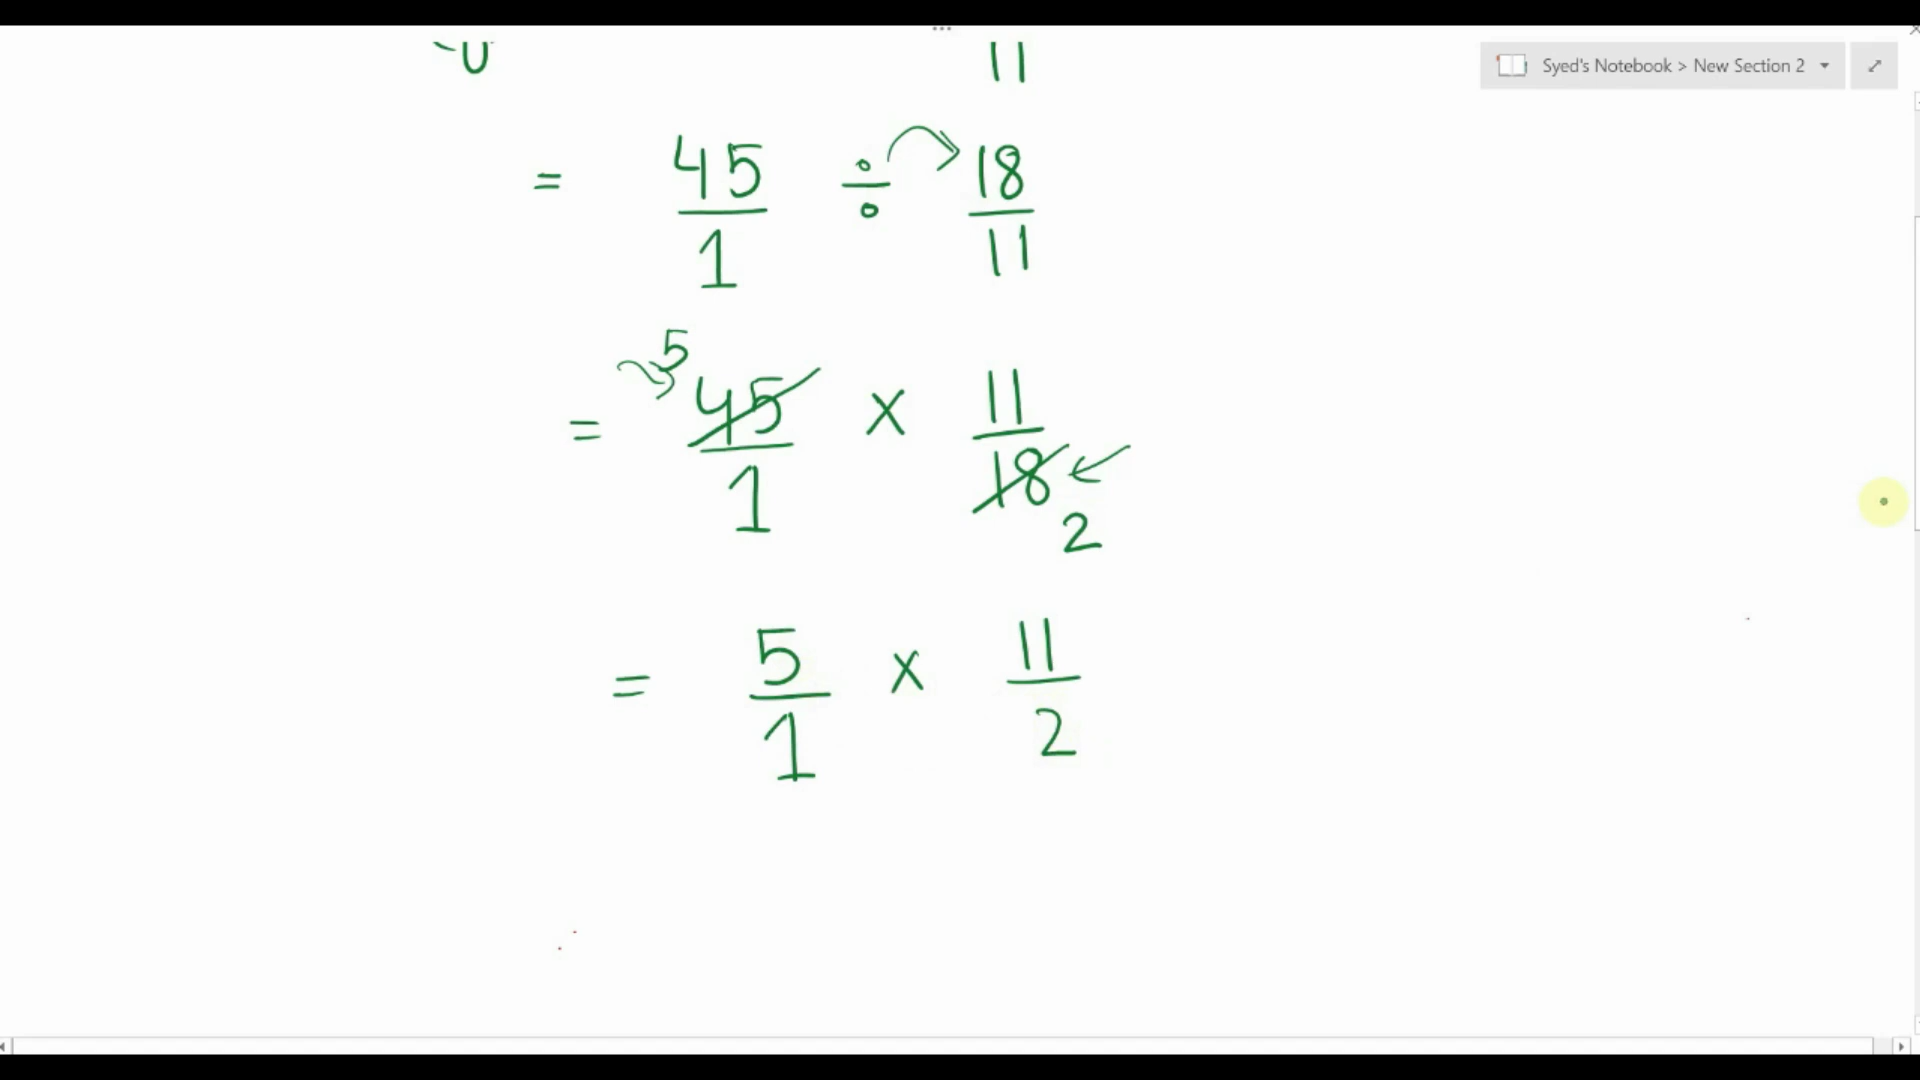 11
Syed's Notebook > New Section 2
= 45/1 ÷ 18/11
5
= 45/1 × 11/18
2
= 5/1 × 11/2